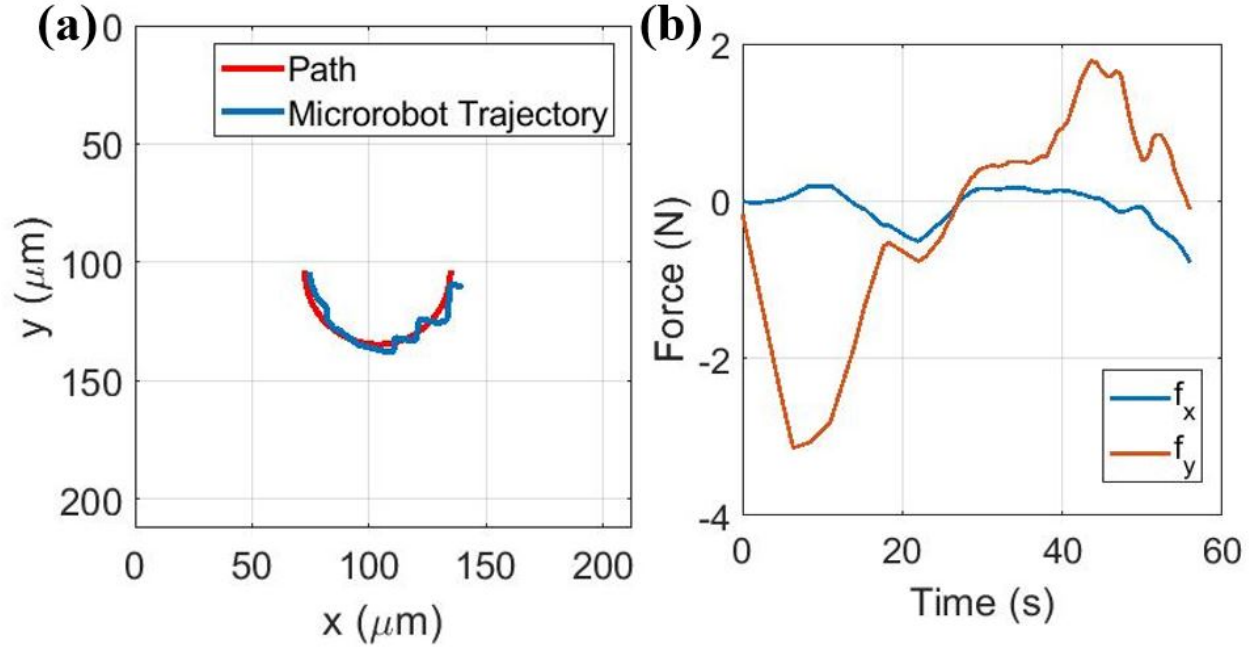 (a)
0
50
100
150
200
y (μm)
Path
Microrobot Trajectory
0 50 100 150 200
x (μm)
(b)
2
0
-2
-4
Force (N)
f_x
f_y
0 20 40 60
Time (s)